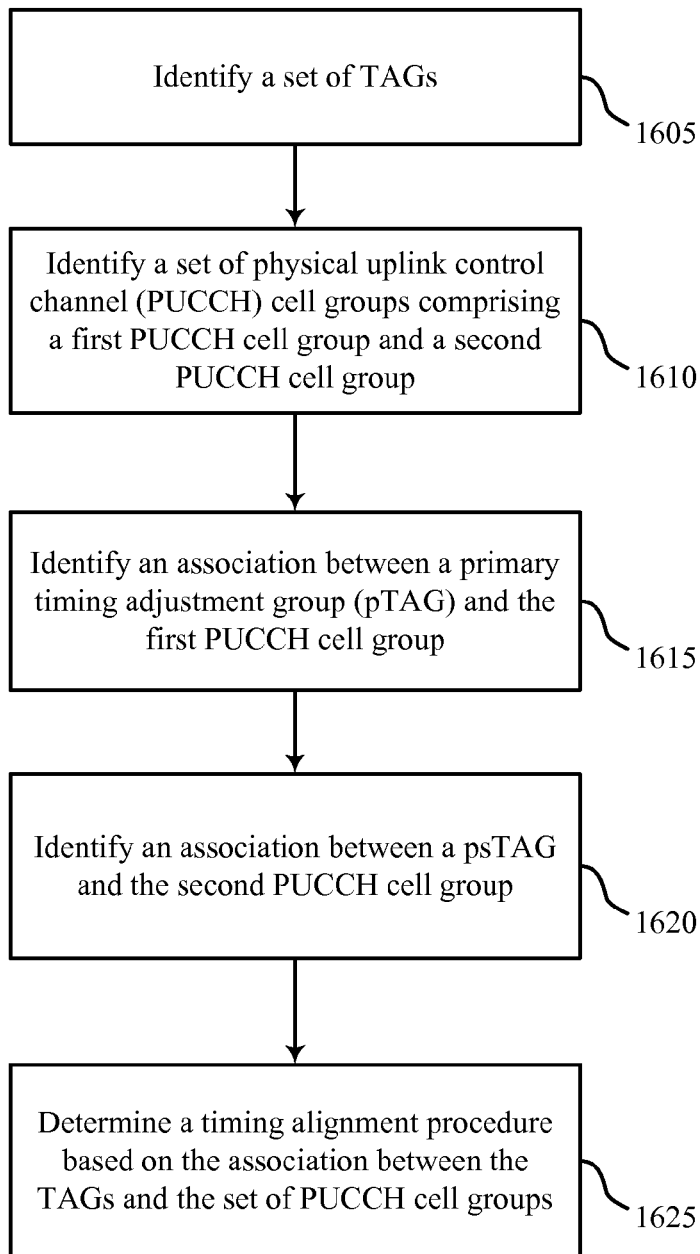 Identify a set of TAGs
1605
Identify a set of physical uplink control
channel (PUCCH) cell groups comprising
a first PUCCH cell group and a second
PUCCH cell group
1610
Identify an association between a primary
timing adjustment group (pTAG) and the
first PUCCH cell group
1615
Identify an association between a psTAG
and the second PUCCH cell group
1620
Determine a timing alignment procedure
based on the association between the
TAGs and the set of PUCCH cell groups
1625